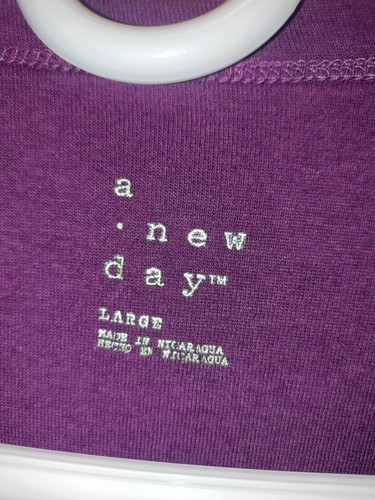 a
· new
day™
LARGE
MADE IN NICARAGUA
HECHO EN NICARAGUA